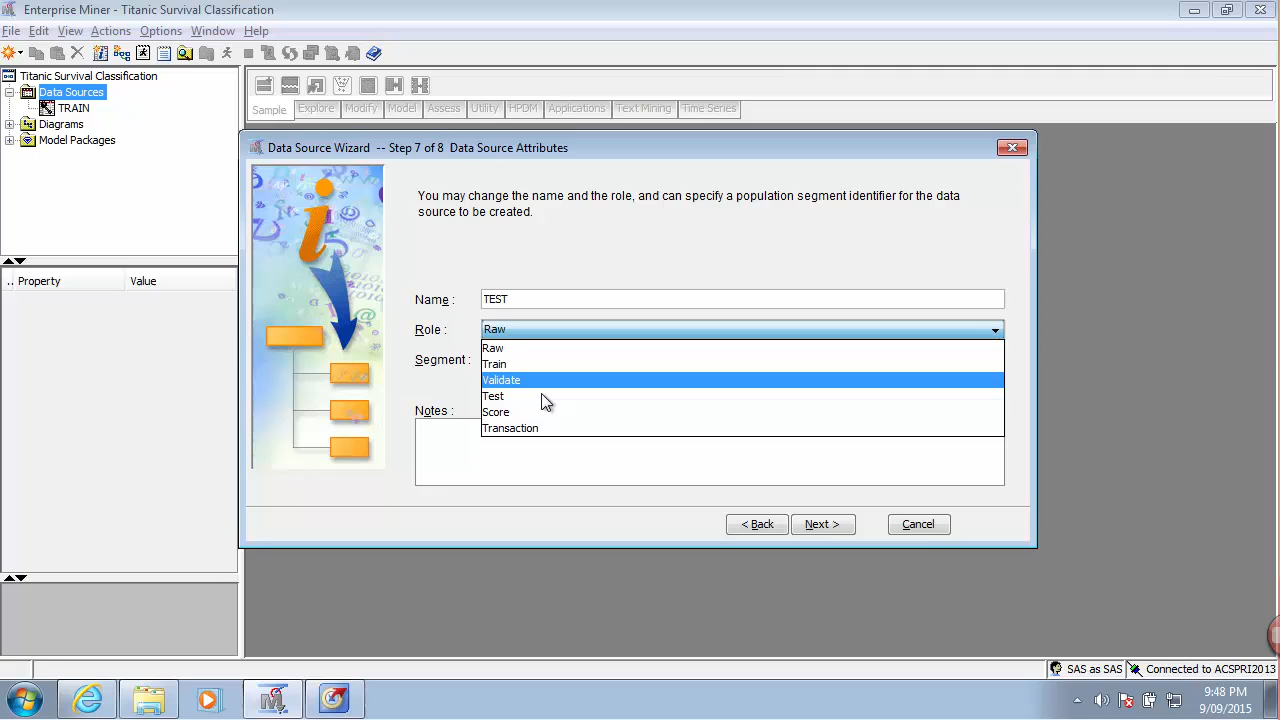 Enterprise Miner - Titanic Survival Classification
File Edit View Actions Options Window Help
Titanic Survival Classification
Data Sources
TRAIN
Diagrams
Model Packages
Sample Explore Modify Model Assess Utility HPDM Applications Text Mining Time Series
.. Property Value
Data Source Wizard -- Step 7 of 8 Data Source Attributes
You may change the name and the role, and can specify a population segment identifier for the data
source to be created.
Name : TEST
Role : Raw
Raw
Train
Segment :
Validate
Test
Notes :
Score
Transaction
< Back Next > Cancel
SAS as SAS Connected to ACSPRI2013
9:48 PM
9/09/2015